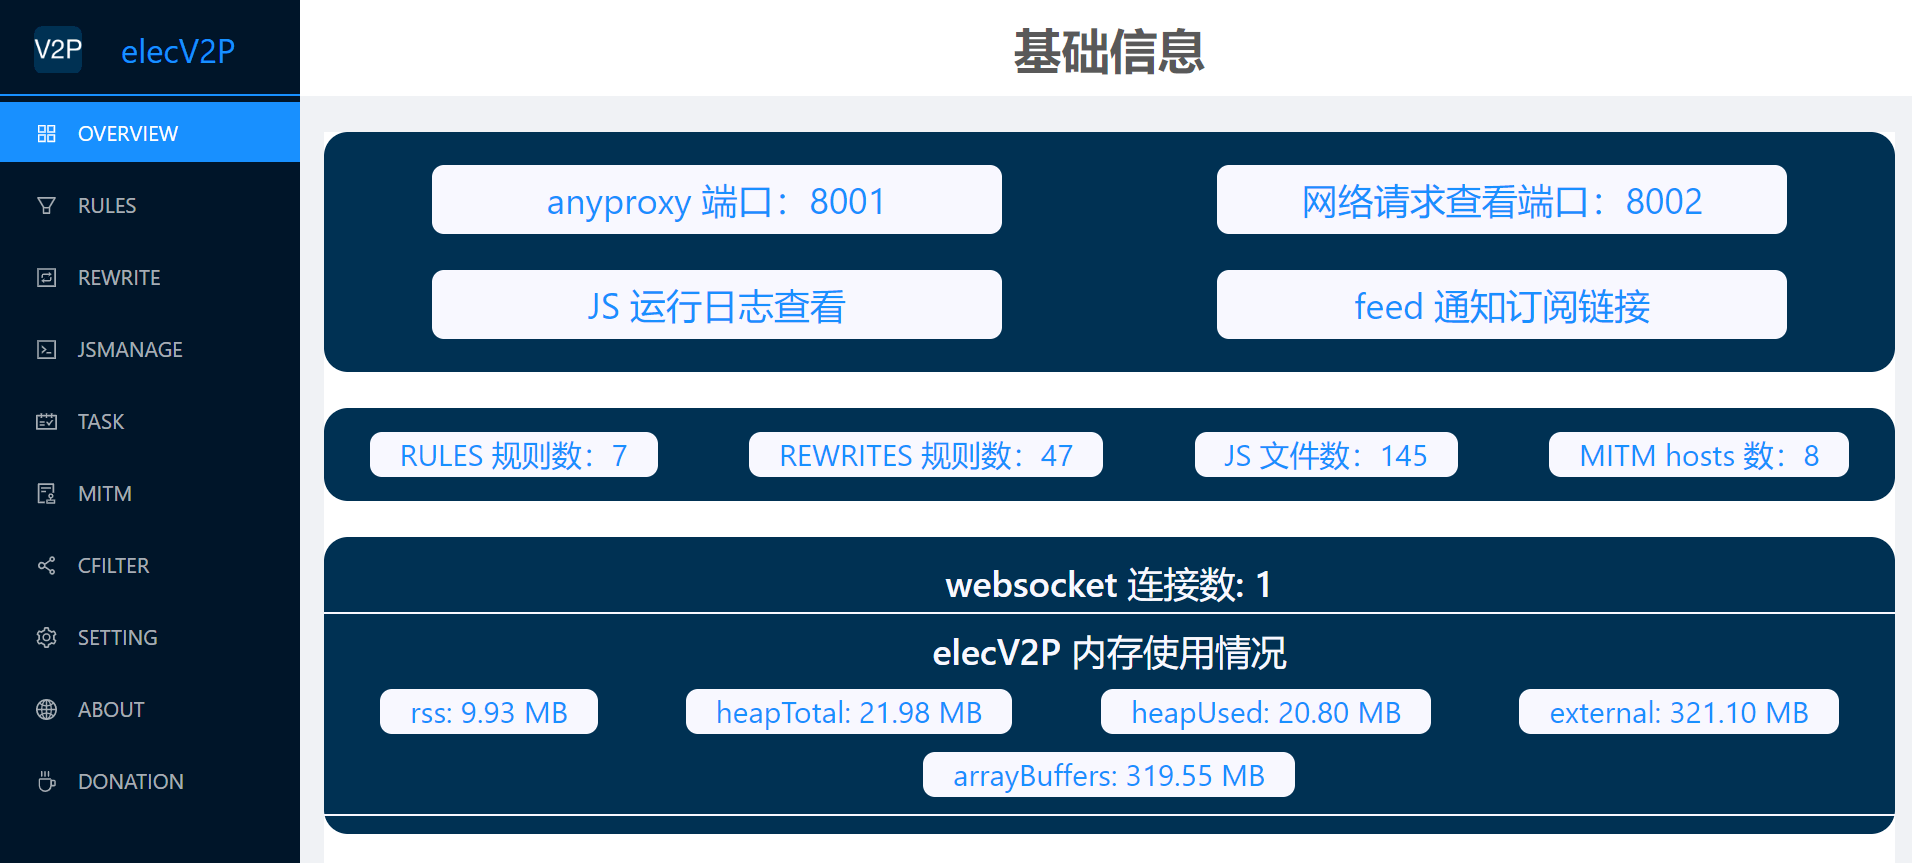 V2P elecV2P
OVERVIEW
RULES
REWRITE
JSMANAGE
TASK
MITM
CFILTER
SETTING
ABOUT
DONATION
基础信息
anyproxy 端口：8001
网络请求查看端口：8002
JS 运行日志查看
feed 通知订阅链接
RULES 规则数：7
REWRITES 规则数：47
JS 文件数：145
MITM hosts 数：8
websocket 连接数: 1
elecV2P 内存使用情况
rss: 9.93 MB
heapTotal: 21.98 MB
heapUsed: 20.80 MB
external: 321.10 MB
arrayBuffers: 319.55 MB